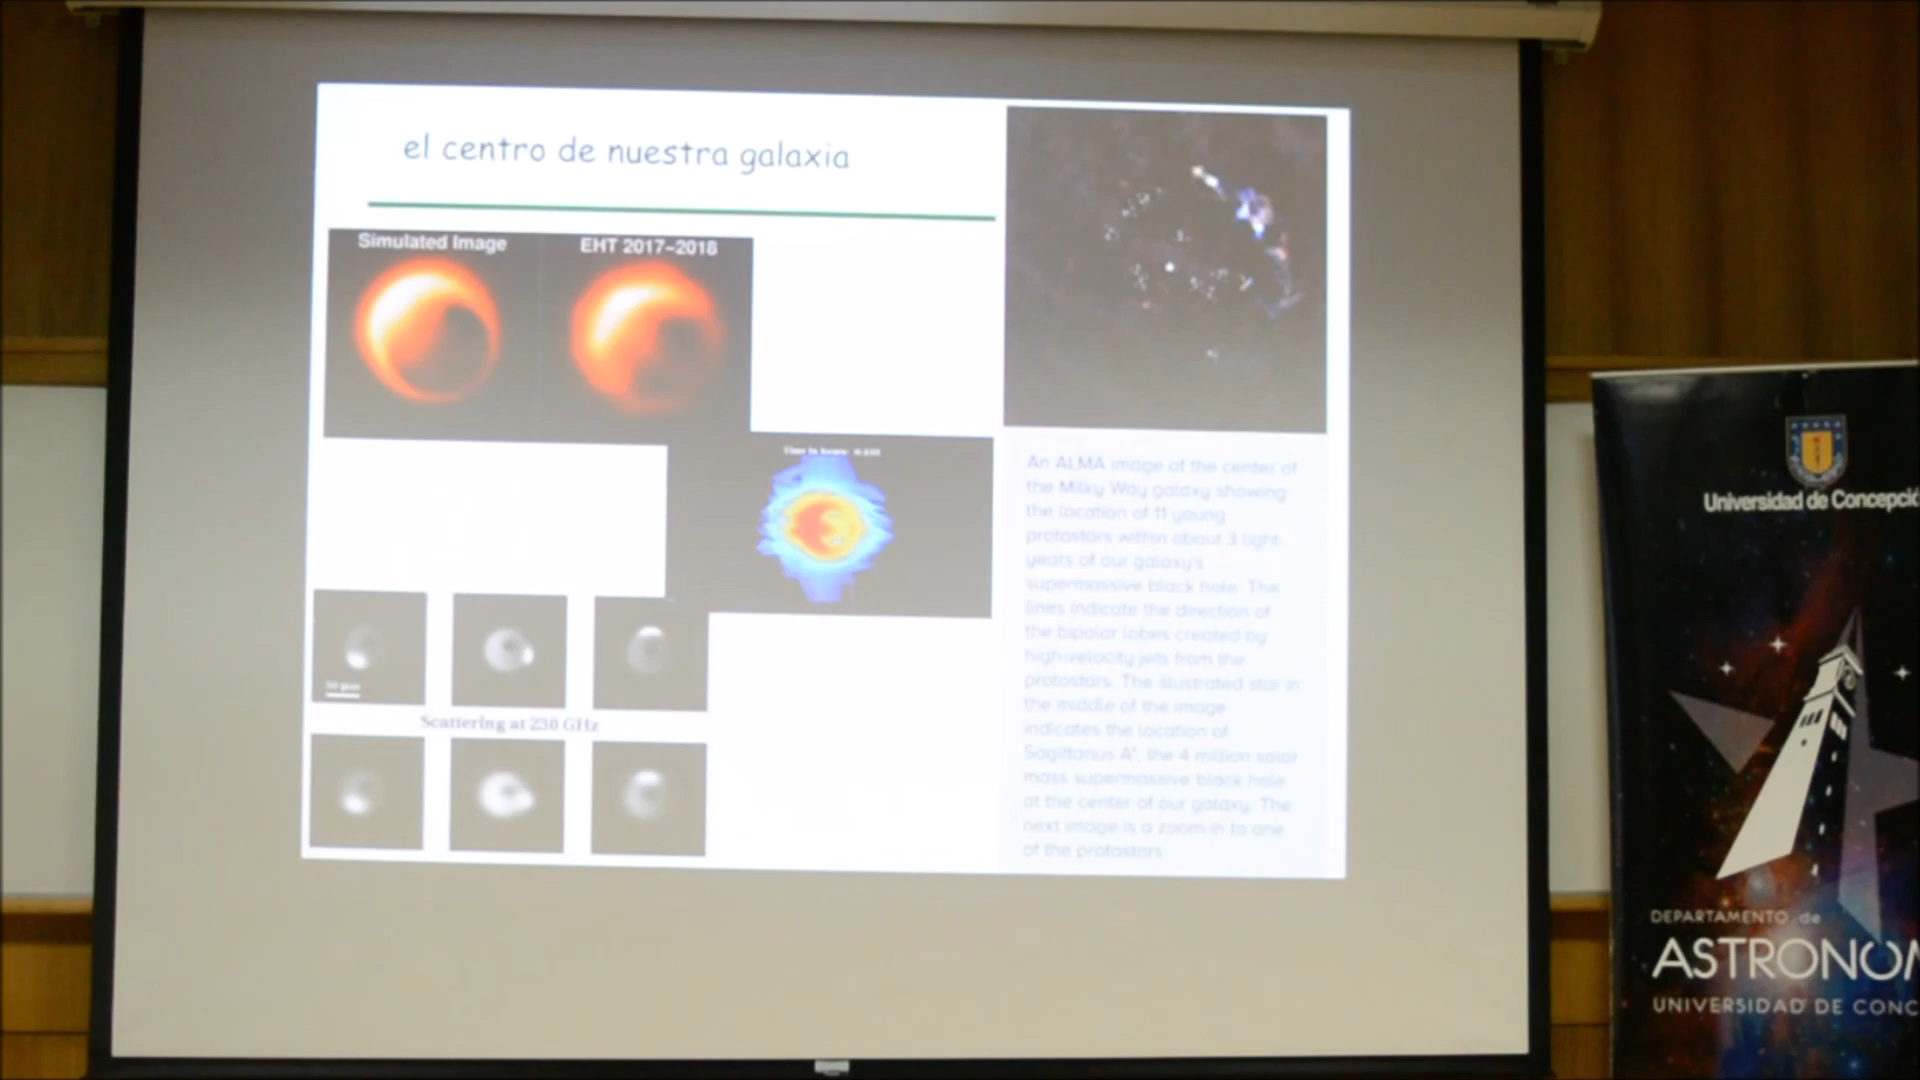 el centro de nuestra galaxia
Simulated Image
EHT 2017-2018
Scattering at 230 GHz
An ALMA image of the center of
the Milky Way galaxy showing
the location of 11 young
protostars within about 3 light-
years of our galaxy's
supermassive black hole. The
lines indicate the direction of
the bipolar lobes created by
high-velocity jets from the
protostars. The illustrated star in
the middle of the image
indicates the location of
Sagittarius A*, the 4 million solar
mass supermassive black hole
at the center of our galaxy. The
next image is a zoom-in to one
of the protostars
Universidad de Concepció
DEPARTAMENTO de
ASTRONOM
UNIVERSIDAD DE CONC